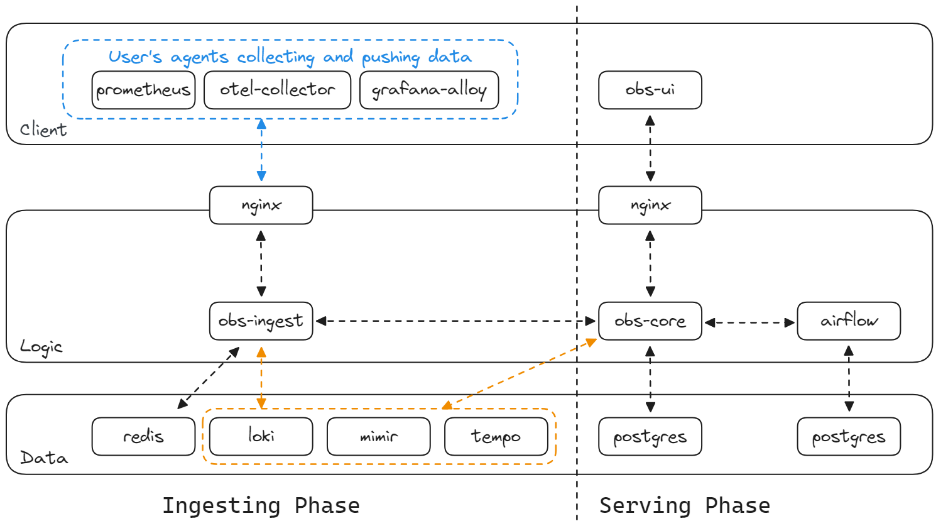 User's agents collecting and pushing data
prometheus
otel-collector
grafana-alloy
obs-ui
Client
nginx
nginx
obs-ingest
obs-core
airflow
Logic
redis
loki
mimir
tempo
postgres
postgres
Data
Ingesting Phase
Serving Phase